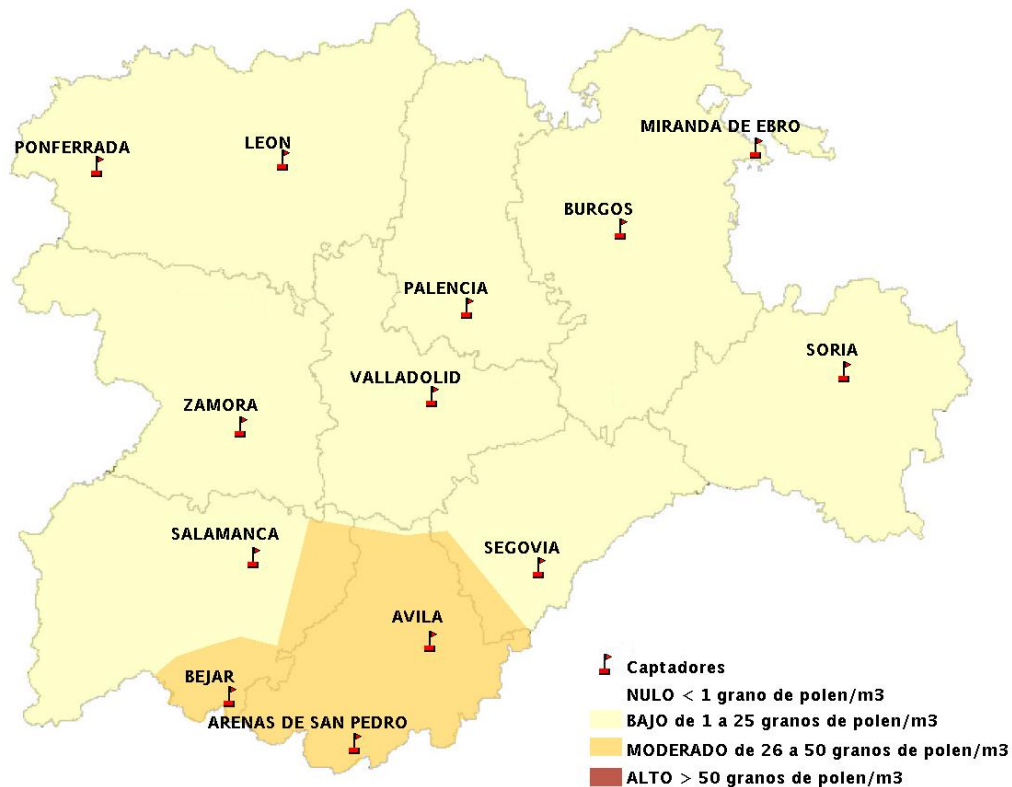 MIRANDA DE EBRO
PONFERRADA
LEON
BURGOS
PALENCIA
SORIA
VALLADOLID
ZAMORA
SALAMANCA
SEGOVIA
AVILA
BEJAR
ARENAS DE SAN PEDRO
Captadores
NULO < 1 grano de polen/m3
BAJO de 1 a 25 granos de polen/m3
MODERADO de 26 a 50 granos de polen/m3
ALTO > 50 granos de polen/m3